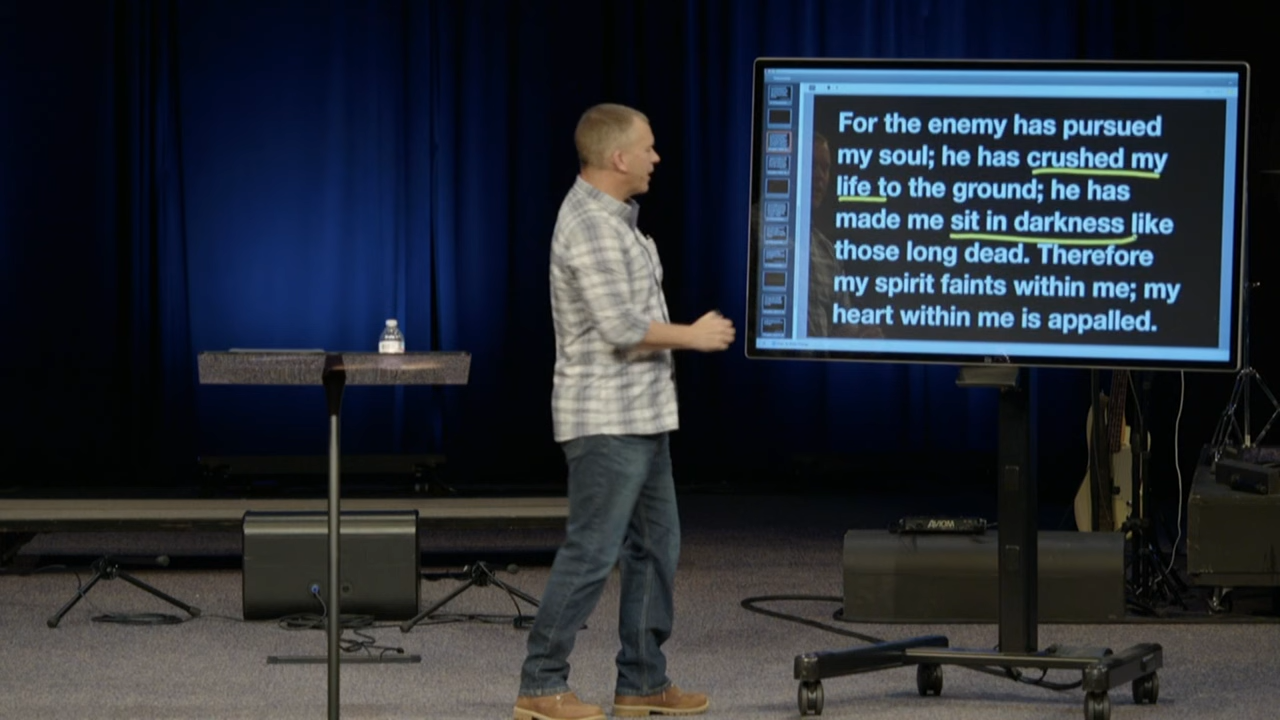 For the enemy has pursued
my soul; he has crushed my
life to the ground; he has
made me sit in darkness like
those long dead. Therefore
my spirit faints within me; my
heart within me is appalled.
AVIOM